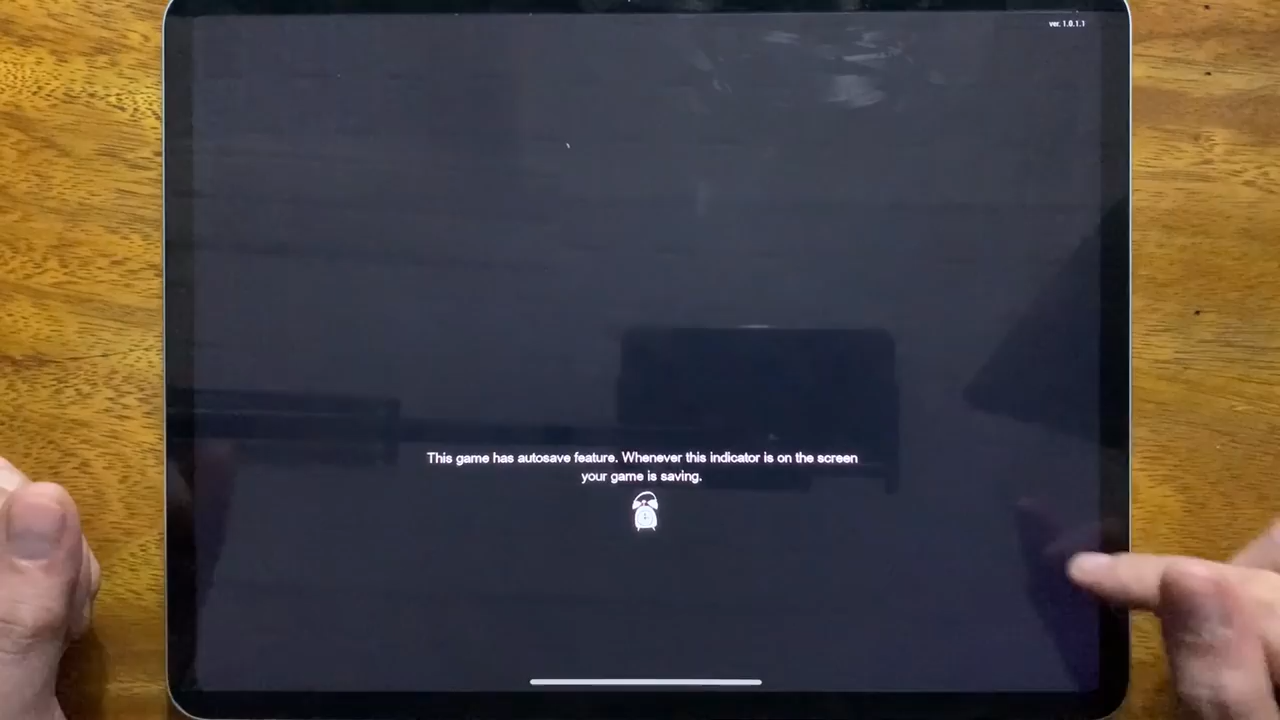 ver. 1.0.1.1
This game has autosave feature. Whenever this indicator is on the screen
your game is saving.